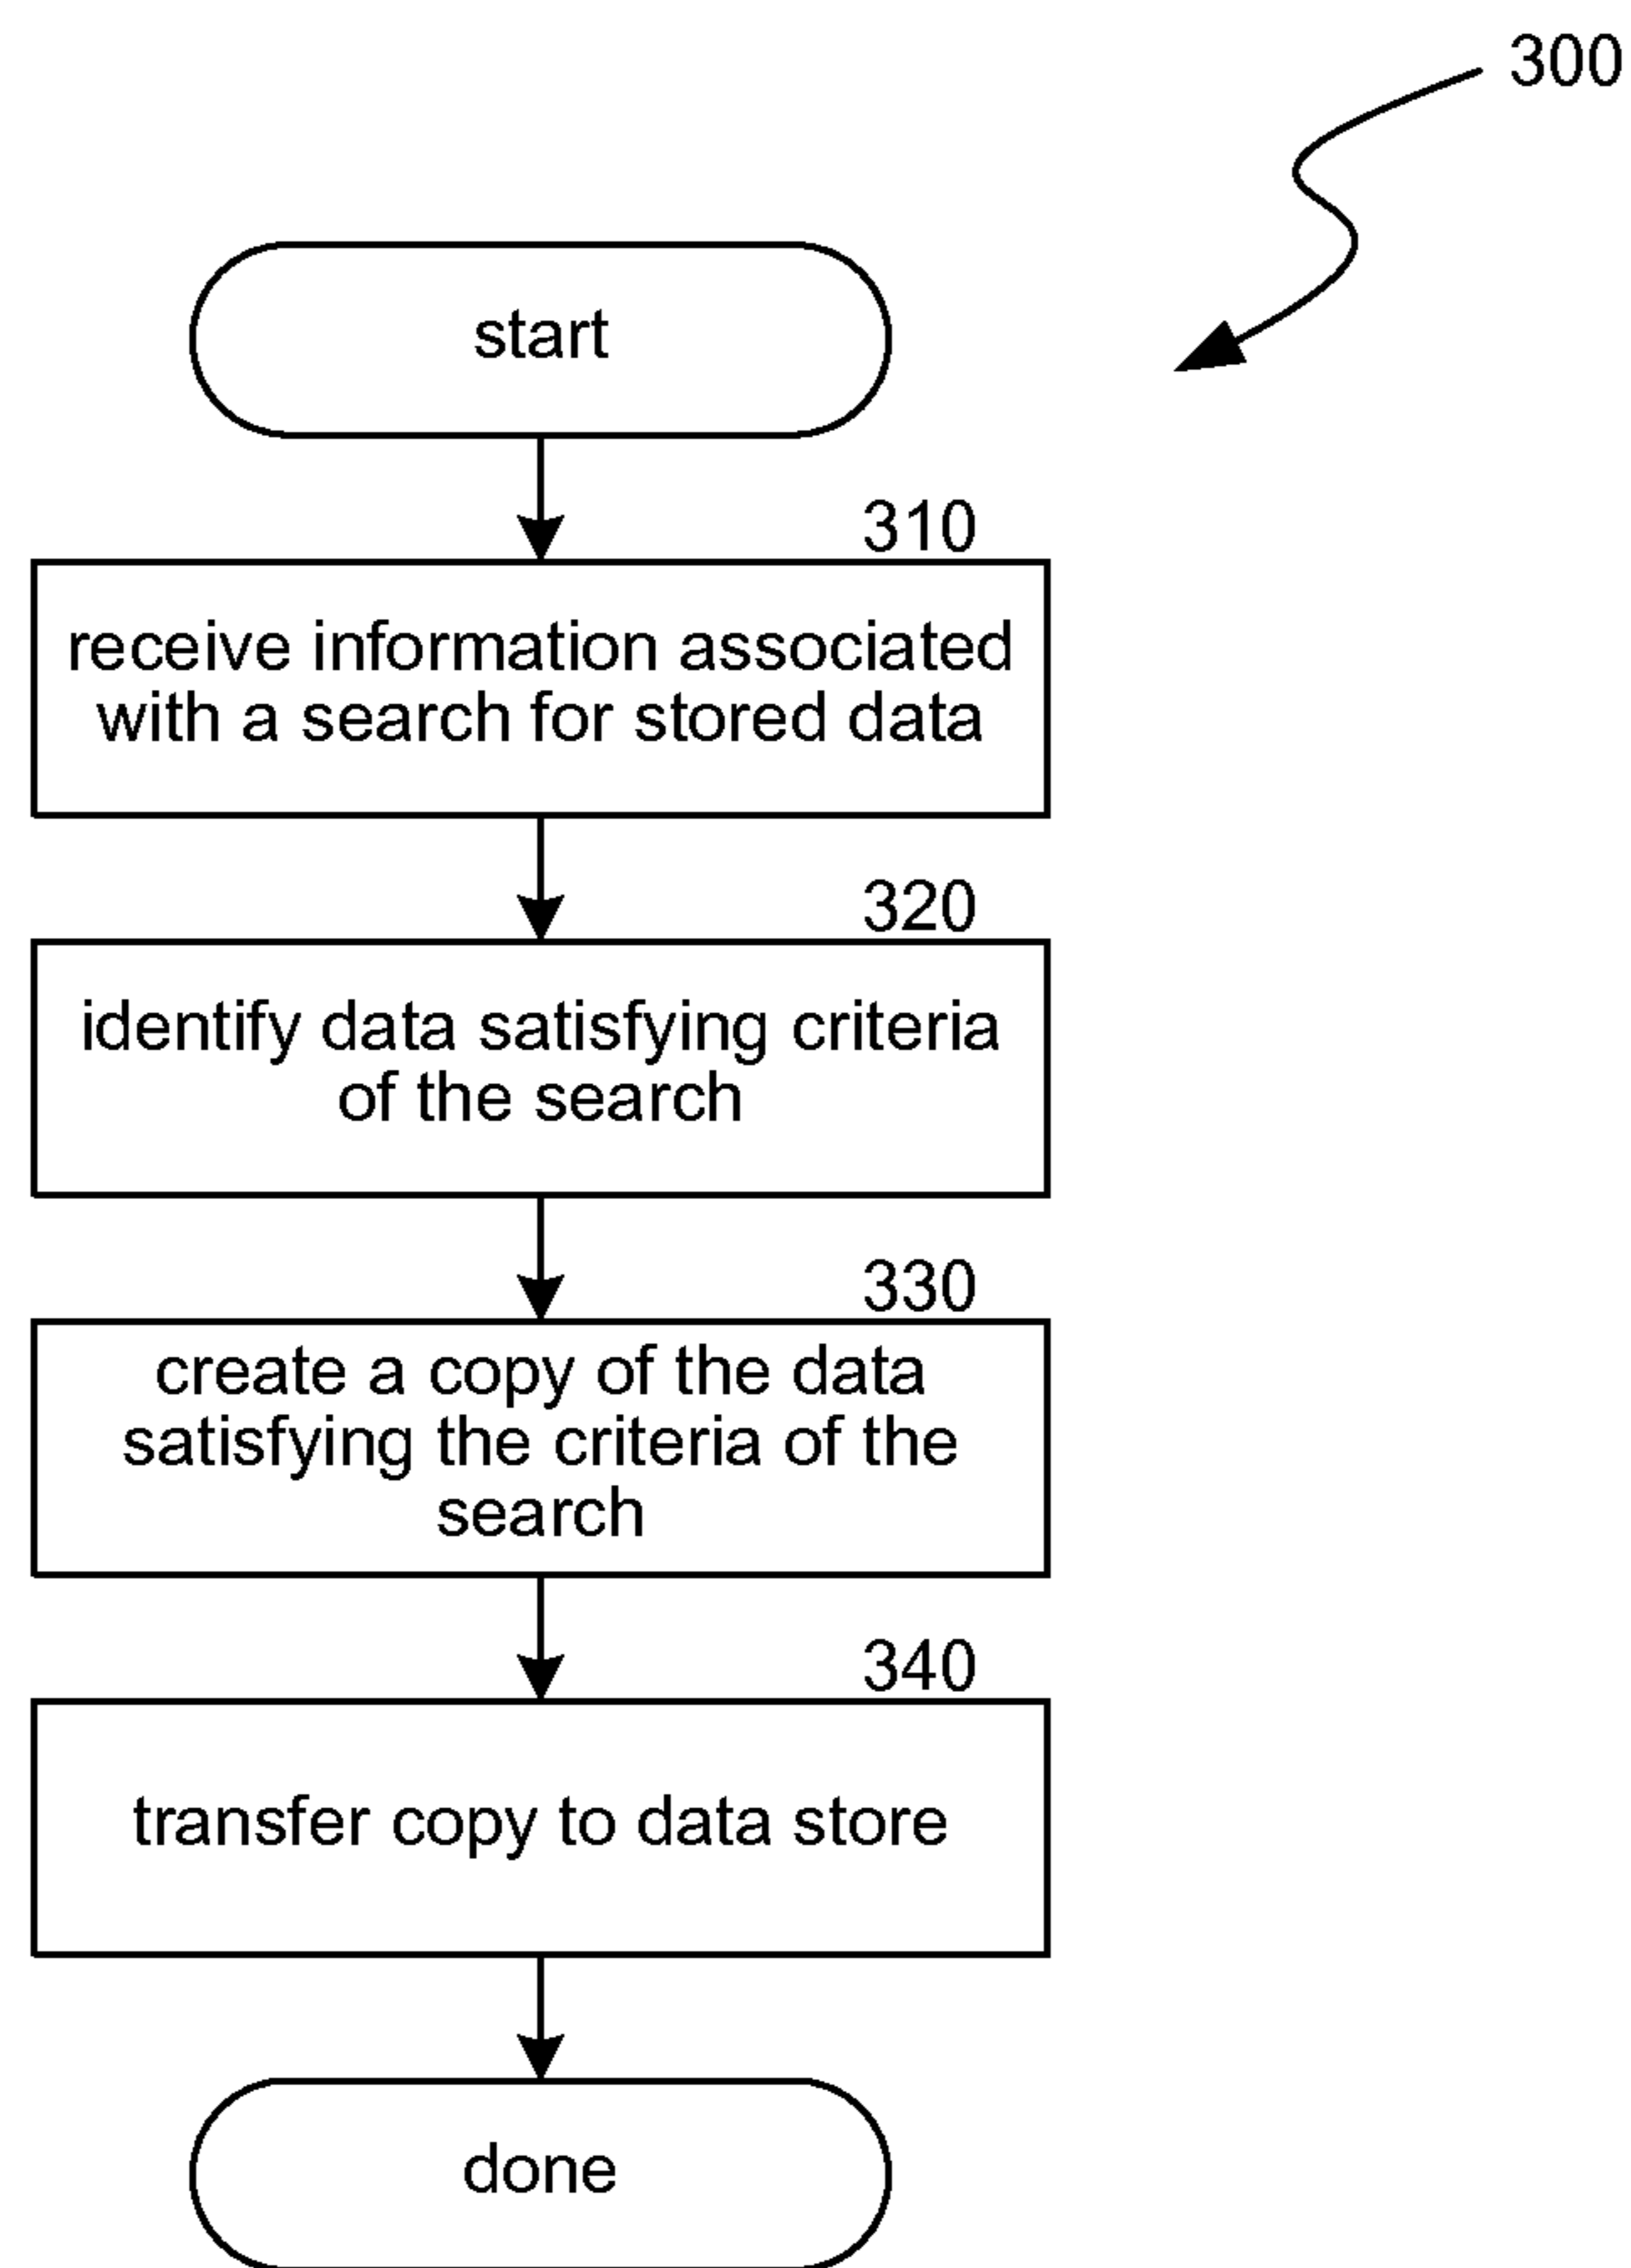 300
start
310
receive information associated
with a search for stored data
320
identify data satisfying criteria
of the search
330
create a copy of the data
satisfying the criteria of the
search
340
transfer copy to data store
done